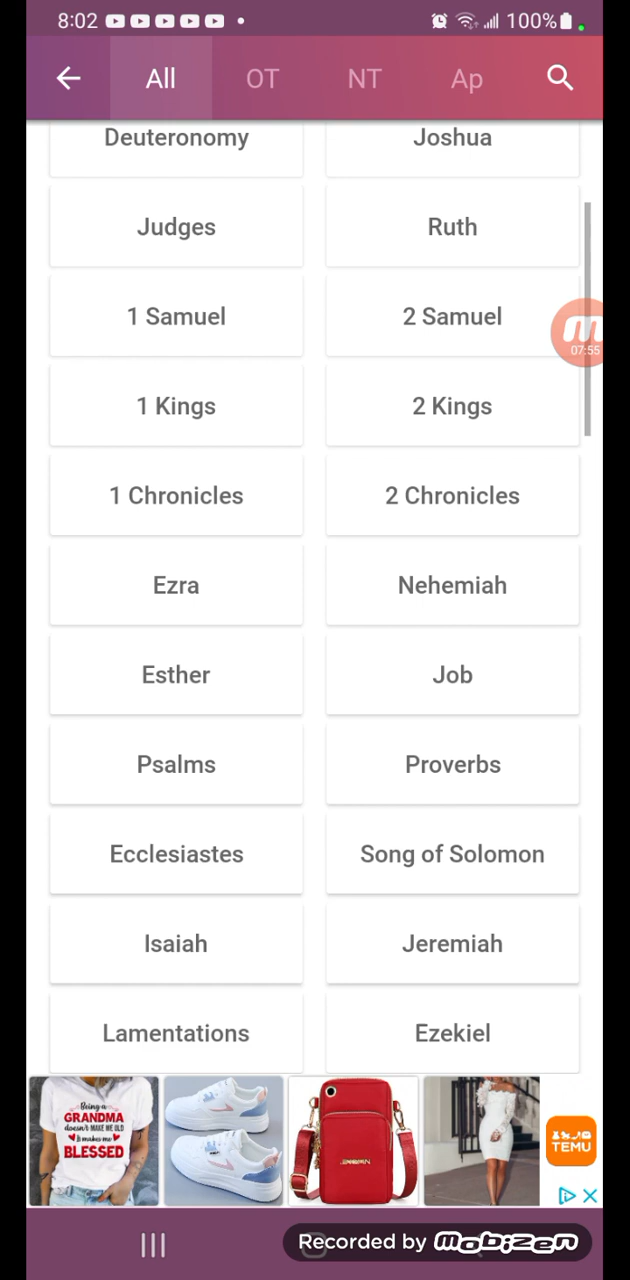 8:02
100%
All OT NT Ap
Deuteronomy Joshua
Judges Ruth
1 Samuel 2 Samuel
07:55
1 Kings 2 Kings
1 Chronicles 2 Chronicles
Ezra Nehemiah
Esther Job
Psalms Proverbs
Ecclesiastes Song of Solomon
Isaiah Jeremiah
Lamentations Ezekiel
Being a
GRANDMA
doesn't MAKE ME OLD
It makes me
BLESSED
TEMU
Recorded by mobizen